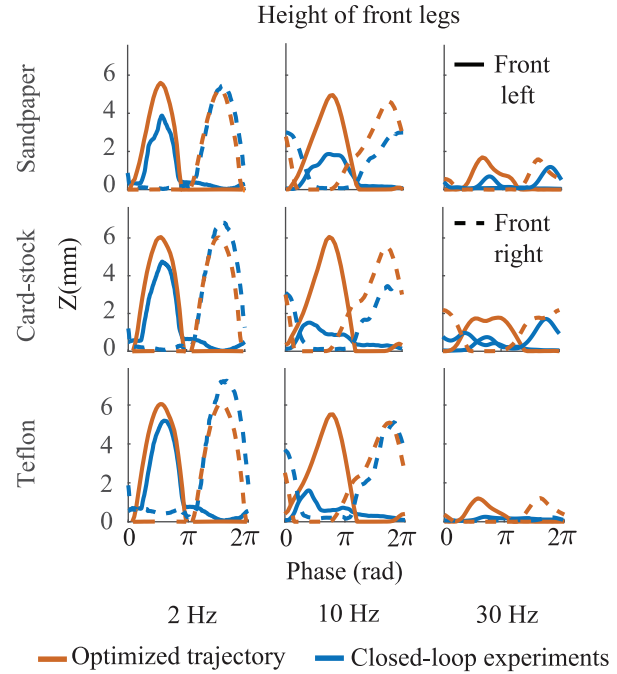 Height of front legs
Sandpaper
6
4
2
0
Front
left
Card-stock
Z(mm)
6
4
2
0
Front
right
Teflon
6
4
2
0
0 π 2π 0 π 2π 0 π 2π
Phase (rad)
2 Hz 10 Hz 30 Hz
Optimized trajectory Closed-loop experiments